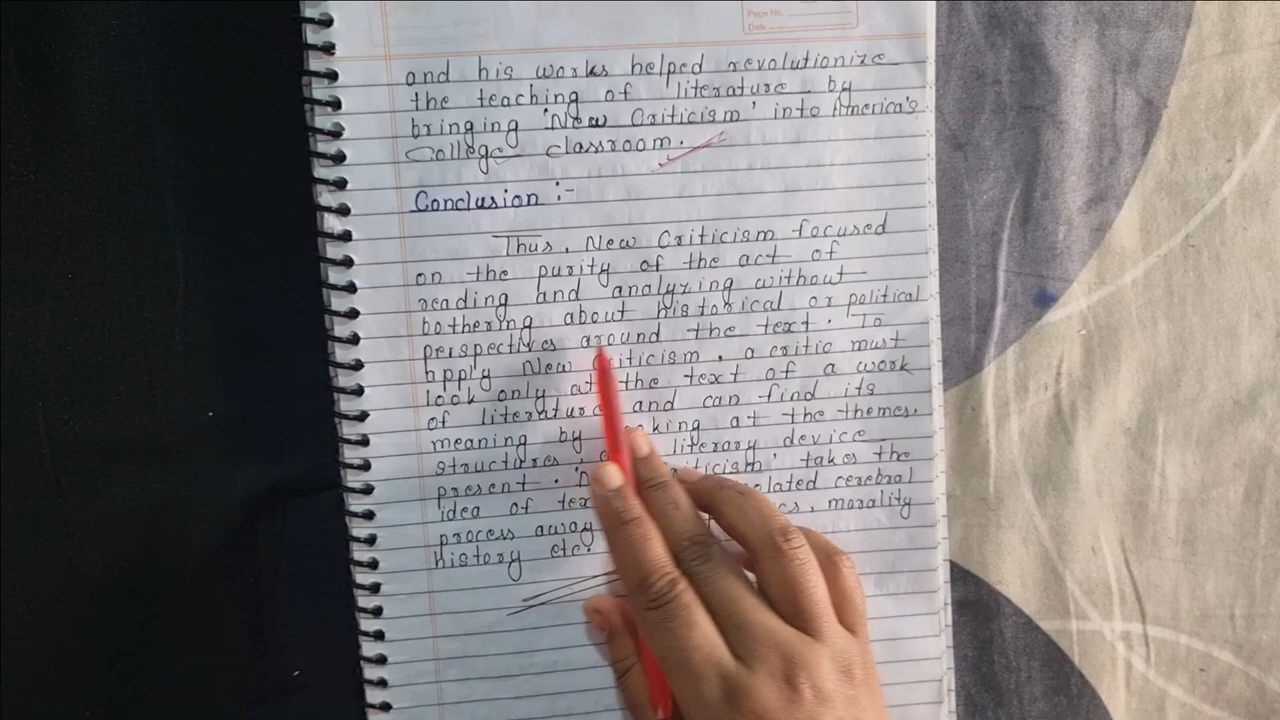 Page No.
Date
and his works helped revolutionize
the teaching of literature by
bringing 'New Criticism' into America's
College classroom.
Conclusion :-
Thus, New Criticism focused
on the purity of the act of
reading and analyzing without
bothering about historical or political
perspectives around the text. To
apply New Criticism, a critic must
look only at the text of a work
of literature and can find its
meaning by looking at the themes,
structures, literary device
present. Criticism' takes the
idea of cerebral
process away morality
history etc.